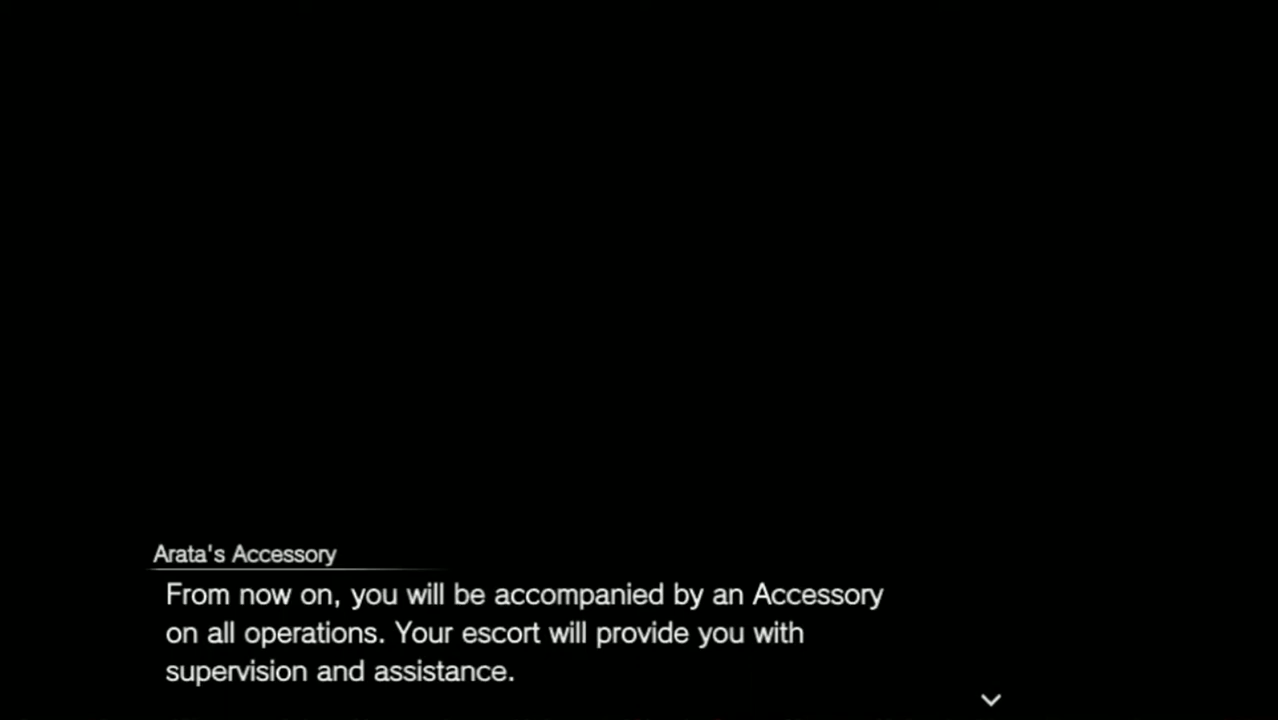 Arata's Accessory
From now on, you will be accompanied by an Accessory
on all operations. Your escort will provide you with
supervision and assistance.